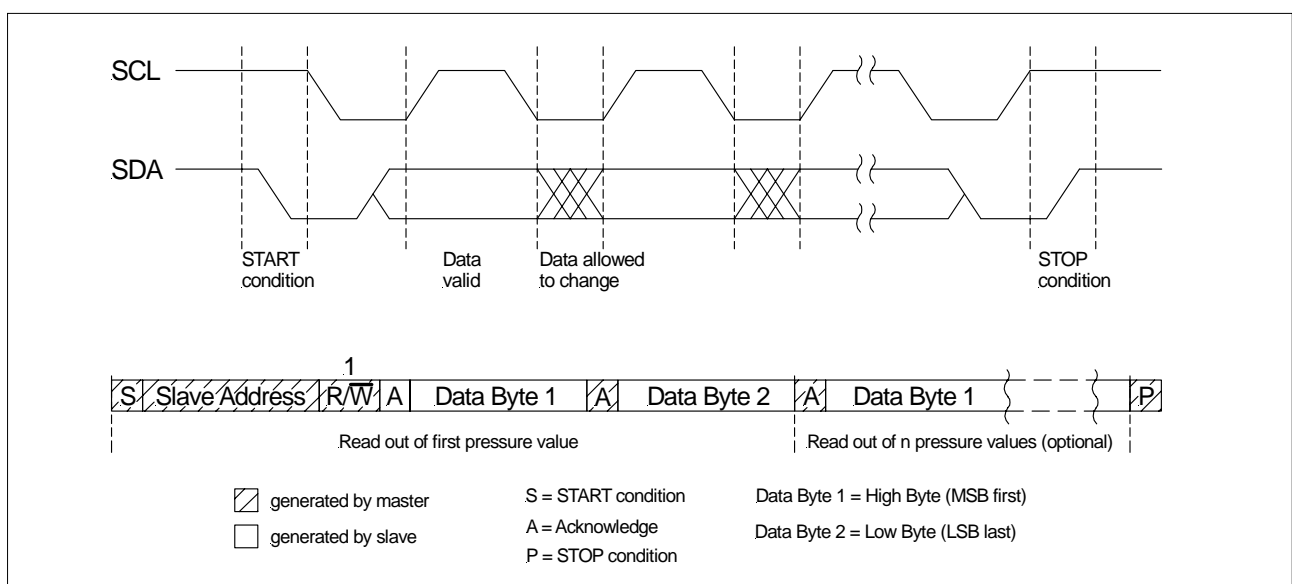 SCL
SDA
START
condition
Data
valid
Data allowed
to change
STOP
condition
1
S Slave Address R/W A Data Byte 1 A Data Byte 2 A Data Byte 1 P
Read out of first pressure value
Read out of n pressure values (optional)
generated by master
generated by slave
S = START condition
A = Acknowledge
P = STOP condition
Data Byte 1 = High Byte (MSB first)
Data Byte 2 = Low Byte (LSB last)